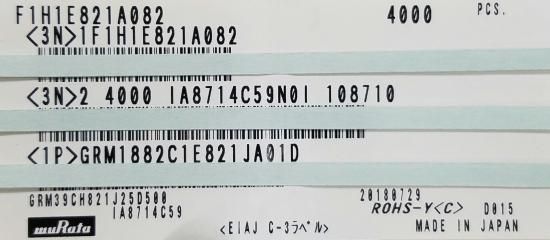 F1H1E821A082 4000 PCS.
<3N>1F1H1E821A082
<3N>2 4000 IA8714C59N0I 108710
<1P>GRM1882C1E821JA01D
GRM39CH821J25D500 20180729
IA8714C59 ROHS-Y<C> D015
muRata <EIAJ C-3ラベル> MADE IN JAPAN